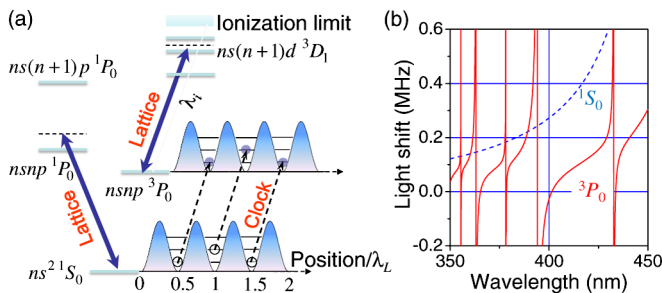 (a)
Ionization limit
ns(n+1)d ³D₁
ns(n+1)p ¹P₀
Lattice
λᵢ
nsnp ¹P₀
nsnp ³P₀
Lattice
Clock
ns² ¹S₀
Position/λ_L
0 0.5 1 1.5 2
(b)
Light shift (MHz)
0.6
0.4
0.2
0.0
-0.2
¹S₀
³P₀
350 400 450
Wavelength (nm)